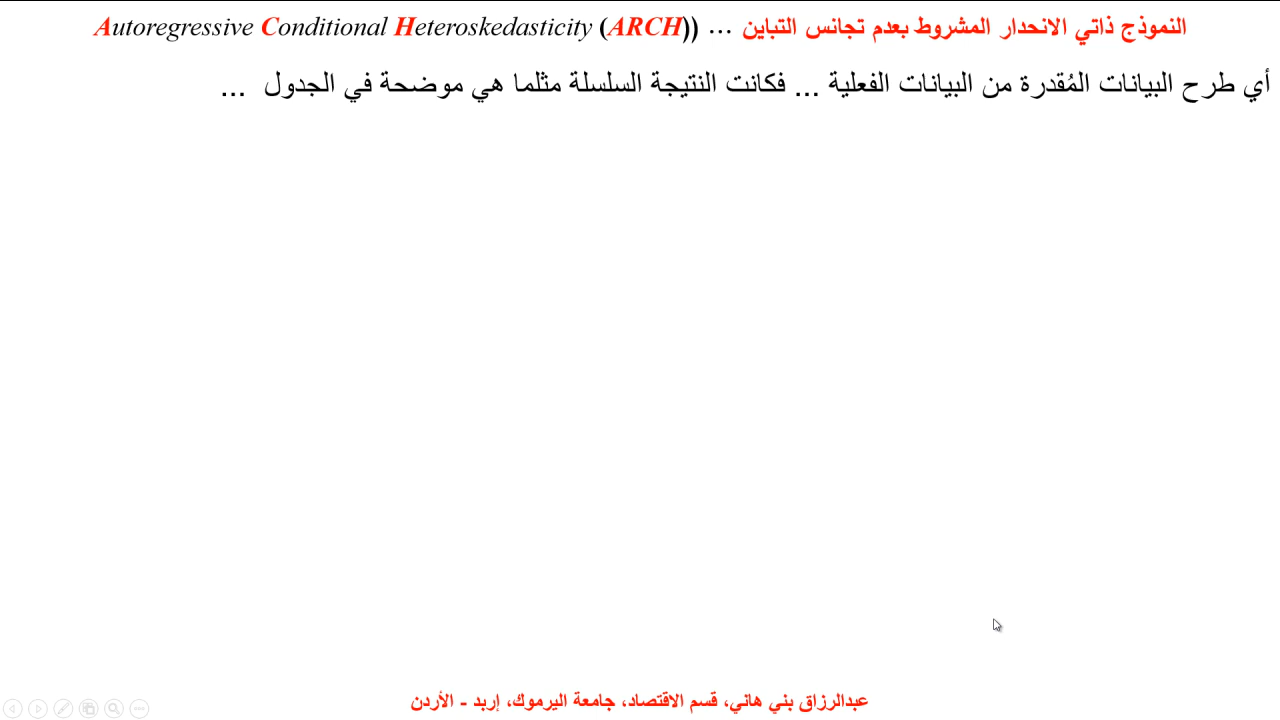 النموذج ذاتي الانحدار المشروط بعدم تجانس التباين ... Autoregressive Conditional Heteroskedasticity (ARCH))
أي طرح البيانات المُقدرة من البيانات الفعلية ... فكانت النتيجة السلسلة مثلما هي موضحة في الجدول ...
عبدالرزاق بني هاني، قسم الاقتصاد، جامعة اليرموك، إربد - الأردن